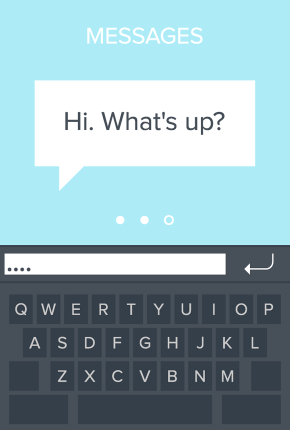 MESSAGES
Hi. What's up?
....
Q W E R T Y U I O P
A S D F G H J K L
Z X C V B N M